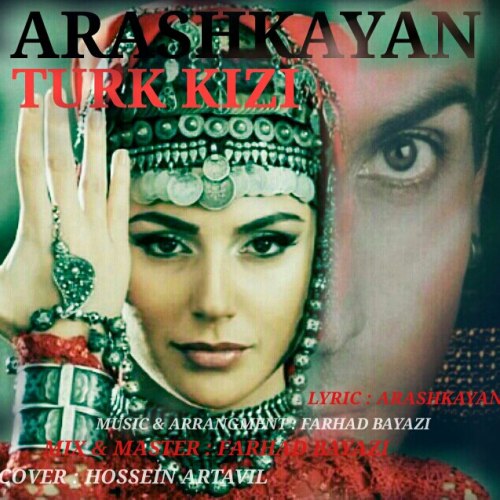 ARASHKAYAN
TURK KIZI
LYRIC : ARASHKAYAN
MUSIC & ARRANGMENT : FARHAD BAYAZI
MIX & MASTER : FARHAD BAYAZI
COVER : HOSSEIN ARTAVIL